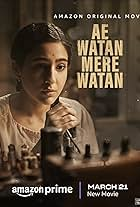 AMAZON ORIGINAL MOVIE
AE
WATAN
MERE
WATAN
amazon prime
MARCH 21
New Movie